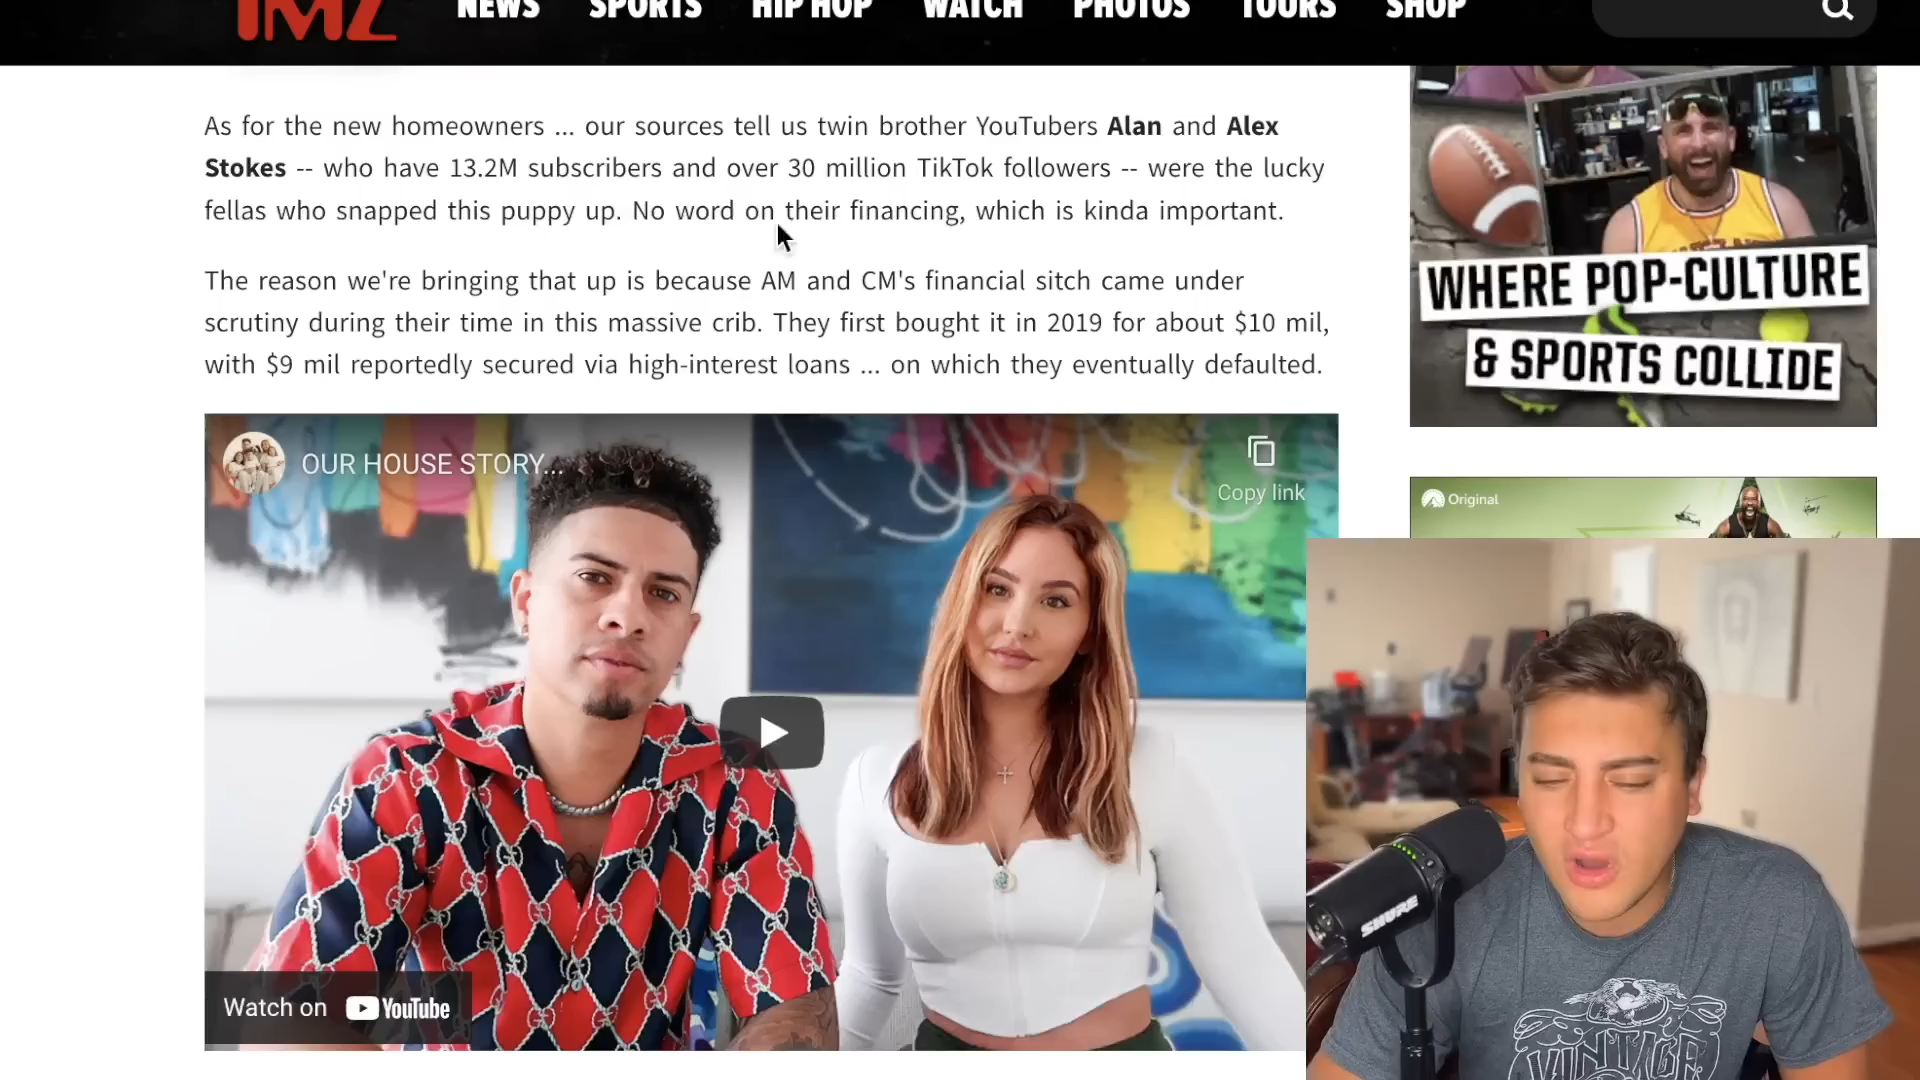 TMZ
NEWS SPORTS HIP HOP WATCH PHOTOS TOURS SHOP
As for the new homeowners ... our sources tell us twin brother YouTubers Alan and Alex
Stokes -- who have 13.2M subscribers and over 30 million TikTok followers -- were the lucky
fellas who snapped this puppy up. No word on their financing, which is kinda important.
The reason we're bringing that up is because AM and CM's financial sitch came under
scrutiny during their time in this massive crib. They first bought it in 2019 for about $10 mil,
with $9 mil reportedly secured via high-interest loans ... on which they eventually defaulted.
OUR HOUSE STORY...
Copy link
Watch on YouTube
WHERE POP-CULTURE
& SPORTS COLLIDE
Original
SHURE
VINTAGE